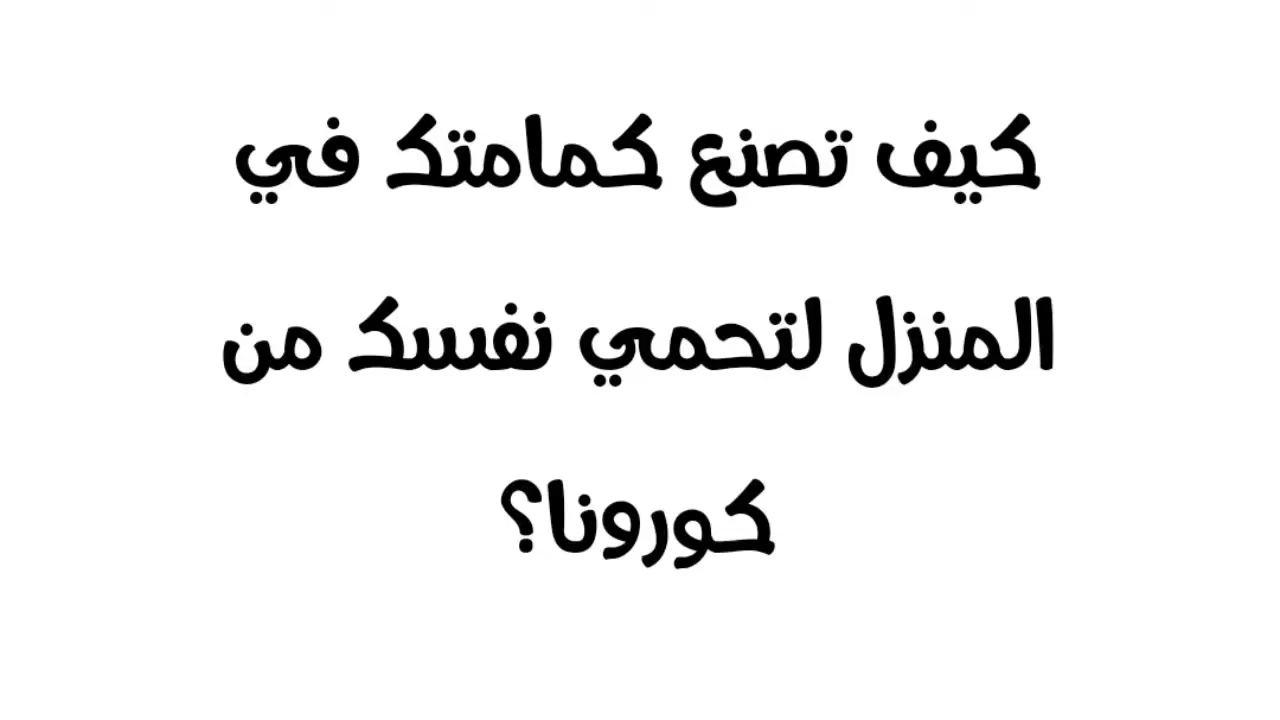 كيف تصنع كمامتك في
المنزل لتحمي نفسك من
كورونا؟